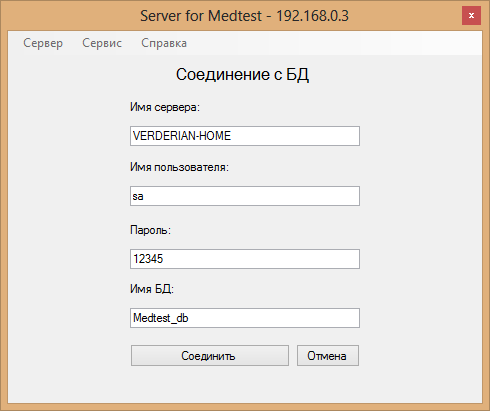 Server for Medtest - 192.168.0.3
x
Сервер Сервис Справка
Соединение с БД
Имя сервера:
VERDERIAN-HOME
Имя пользователя:
sa
Пароль:
12345
Имя БД:
Medtest_db
Соединить Отмена